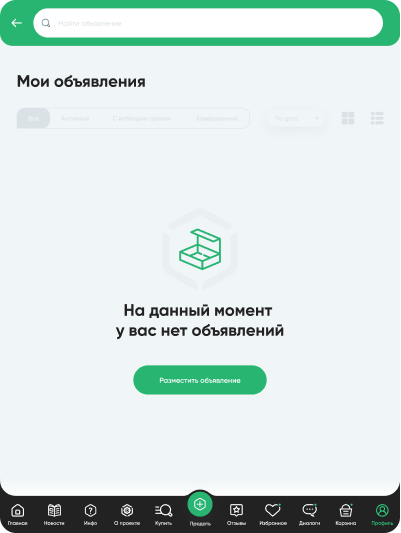 Найти объявление
Мои объявления
Все Активные С истёкшим сроком Завершенные По дате
На данный момент
у вас нет объявлений
Разместить объявление
Главная Новости Инфо О проекте Купить Продать Отзывы Избранное Диалоги Корзина Профиль